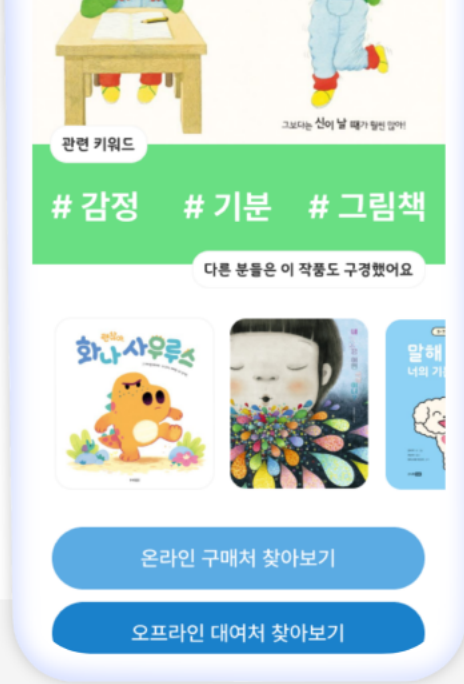 그보다는 신이 날 때가 훨씬 많아!
관련 키워드
# 감정 # 기분 # 그림책
다른 분들은 이 작품도 구경했어요
화나 사우루스
말해
너의 기
온라인 구매처 찾아보기
오프라인 대여처 찾아보기